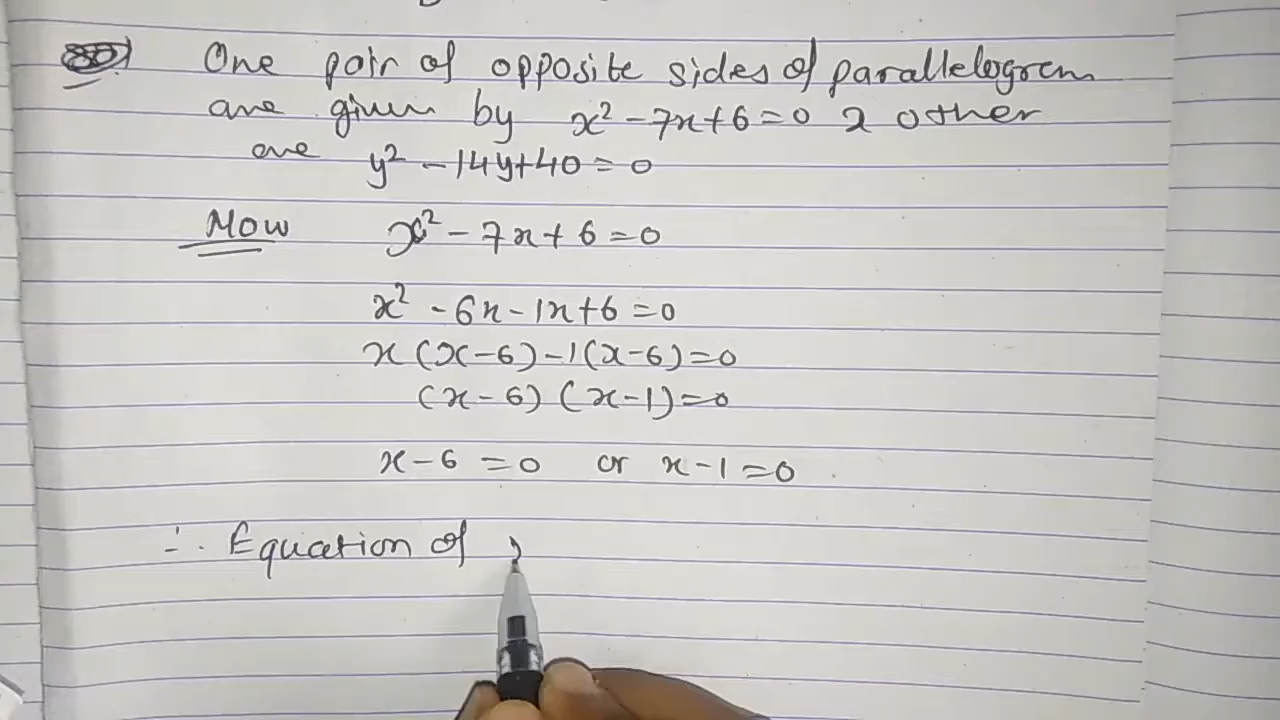 One pair of opposite sides of parallelogram
are given by x² - 7x + 6 = 0 & other
are y² - 14y + 40 = 0
Now x² - 7x + 6 = 0
x² - 6x - 1x + 6 = 0
x (x - 6) - 1 (x - 6) = 0
(x - 6) (x - 1) = 0
x - 6 = 0 or x - 1 = 0
∴ Equation of